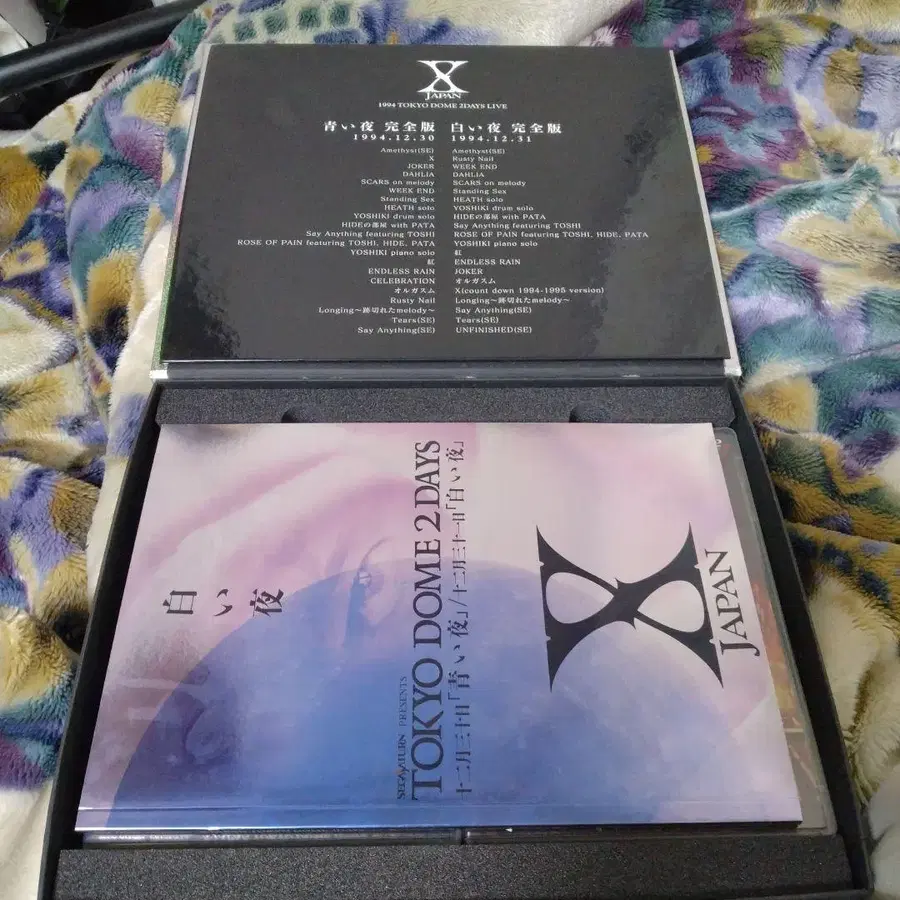 X
JAPAN
1994 TOKYO DOME 2DAYS LIVE
青い夜 完全版
1994.12.30
Amethyst(SE)
X
JOKER
DAHLIA
SCARS on melody
WEEK END
Standing Sex
HEATH solo
YOSHIKI drum solo
HIDEの部屋 with PATA
Say Anything featuring TOSHI
ROSE OF PAIN featuring TOSHI, HIDE, PATA
YOSHIKI piano solo
紅
ENDLESS RAIN
CELEBRATION
オルガスム
Rusty Nail
Longing～跡切れたmelody～
Tears(SE)
Say Anything(SE)
白い夜 完全版
1994.12.31
Amethyst(SE)
Rusty Nail
WEEK END
DAHLIA
SCARS on melody
Standing Sex
HEATH solo
YOSHIKI drum solo
HIDEの部屋 with PATA
Say Anything featuring TOSHI
ROSE OF PAIN featuring TOSHI, HIDE, PATA
YOSHIKI piano solo
紅
ENDLESS RAIN
JOKER
オルガスム
X(count down 1994-1995 version)
Longing～跡切れたmelody～
Say Anything(SE)
Tears(SE)
UNFINISHED(SE)
白い夜
SEGASATURN PRESENTS
TOKYO DOME 2 DAYS
十二月三十日「青い夜」/十二月三十一日「白い夜」
X
JAPAN